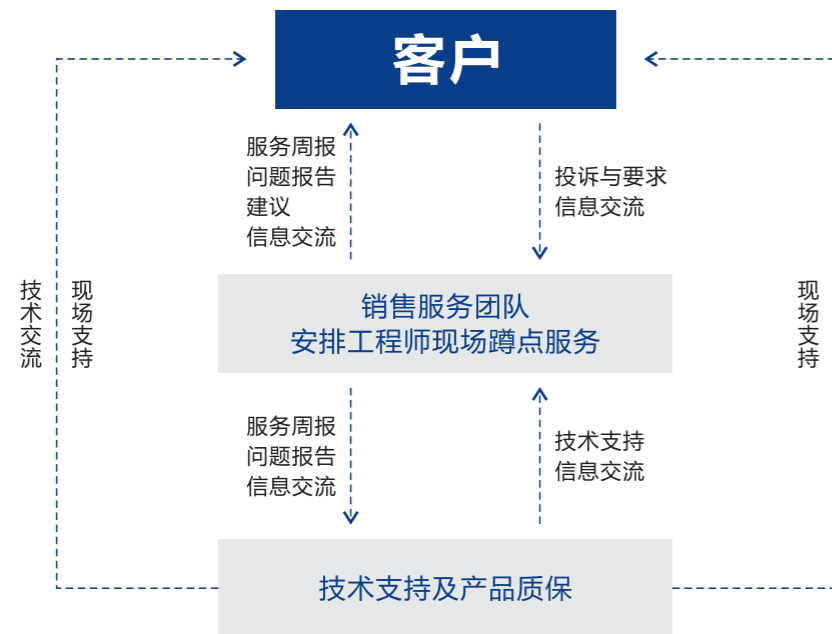 客户
服务周报
问题报告
建议
信息交流
投诉与要求
信息交流
技术交流
现场支持
现场支持
销售服务团队
安排工程师现场蹲点服务
服务周报
问题报告
信息交流
技术支持
信息交流
技术支持及产品质保